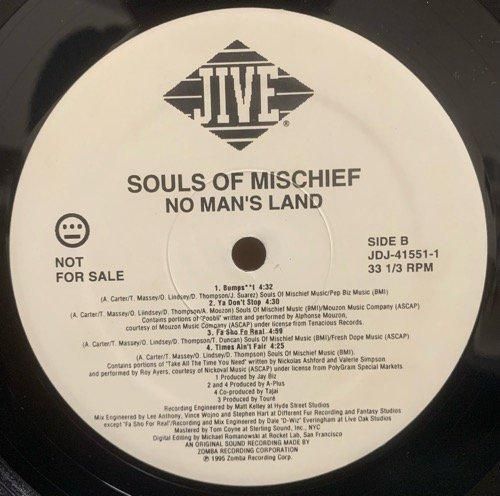 JIVE
®
SOULS OF MISCHIEF
NO MAN'S LAND
NOT
FOR SALE
SIDE B
JDJ-41551-1
33 1/3 RPM
1. Bumps**t 4:32
(A. Carter/T. Massey/O. Lindsey/D. Thompson/J. Suarez) Souls Of Mischief Music/Pep Biz Music (BMI)
2. Ya Don't Stop 4:30
(A. Carter/T. Massey/O. Lindsey/D. Thompson/A. Mouzon) Souls Of Mischief Music (BMI)/Mouzon Music Company (ASCAP)
Contains portions of "Poobli" written and performed by Alphonse Mouzon,
courtesy of Mouzon Music Company (ASCAP) under license from Tenacious Records.
3. Fa Sho Fe Real 4:59
(A. Carter/T. Massey/O. Lindsey/D. Thompson/T. Duncan) Souls Of Mischief Music (BMI)/Fresh Dope Music (ASCAP)
4. Times Ain't Fair 4:25
(A. Carter/T. Massey/O. Lindsey/D. Thompson) Souls Of Mischief Music (BMI)
Contains portions of "Take All The Time You Need" written by Nickolas Ashford and Valerie Simpson
and performed by Roy Ayers, courtesy of Nickoval Music (ASCAP) under license from PolyGram Special Markets
1 Produced by Jay Biz
2 and 4 Produced by A-Plus
4 Co-produced by Tajai
3 Produced by Touré
Recording Engineered by Matt Kelley at Hyde Street Studios
Mix Engineered by Lee Anthony, Vince Wojno and Stephen Hart at Different Fur Recording and Fantasy Studios
except "Fa Sho For Real"/Recording and Mix Engineered by Dale "D-Wiz" Everingham at Live Oak Studios
Mastered by Tom Coyne at Sterling Sound, Inc., NYC
Digital Editing by Michael Romanowski at Rocket Lab, San Francisco
AN ORIGINAL SOUND RECORDING MADE BY
ZOMBA RECORDING CORPORATION
℗ 1995 Zomba Recording Corp.